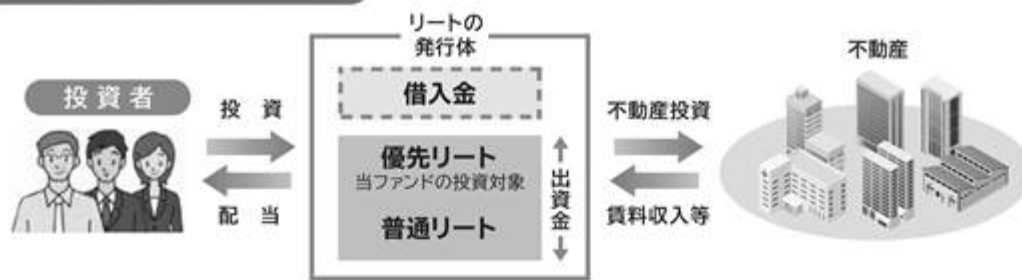 リートの
発行体
不動産
投資者
投資
借入金
不動産投資
優先リート
当ファンドの投資対象
出資金
配当
普通リート
賃料収入等